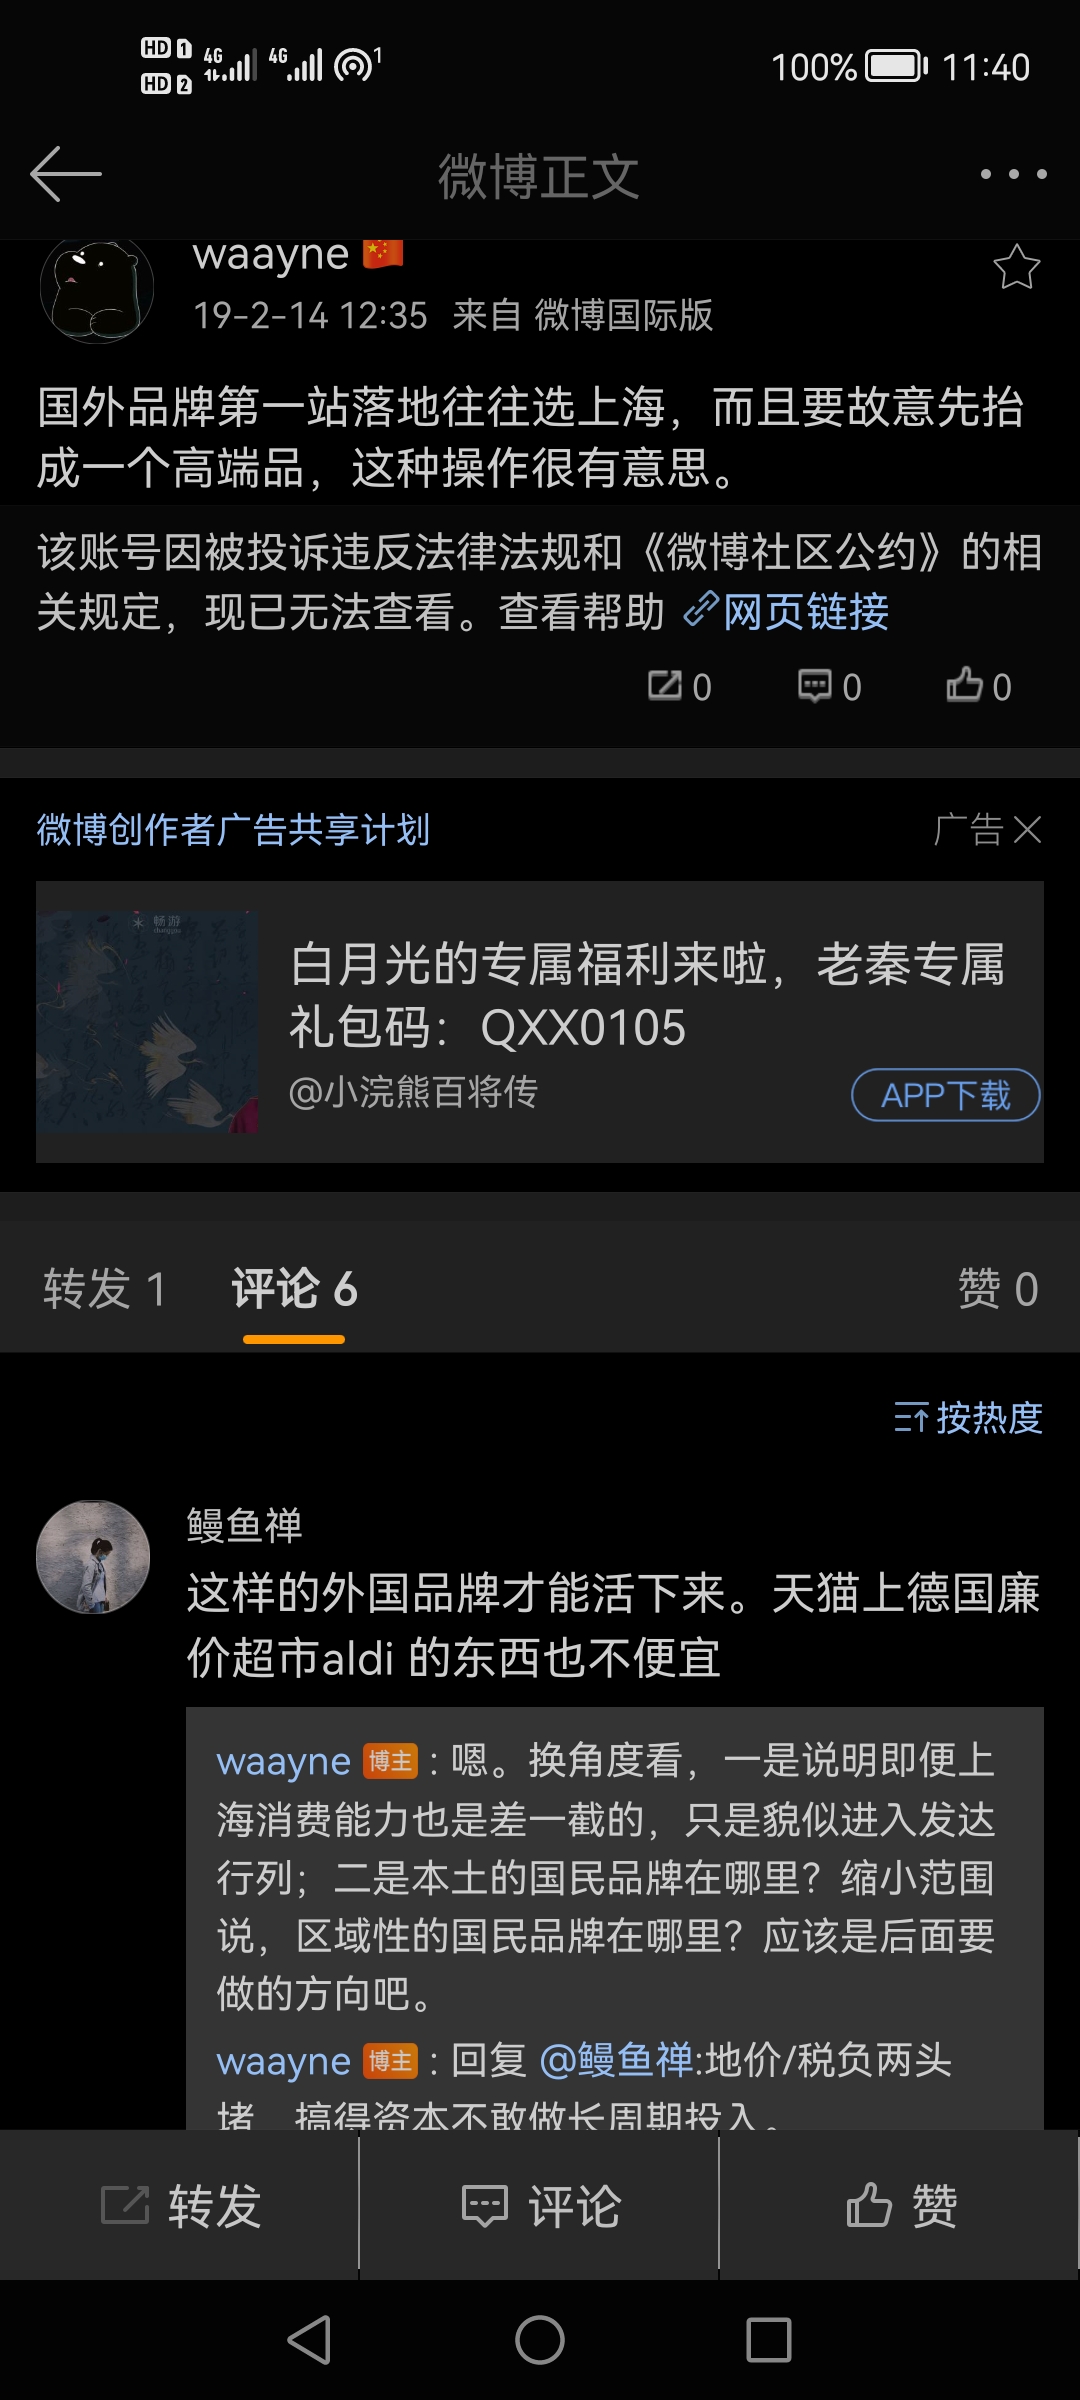 HD 1 4G 4G 1 100% 11:40
HD 2
微博正文
waayne
19-2-14 12:35 来自 微博国际版
国外品牌第一站落地往往选上海，而且要故意先抬
成一个高端品，这种操作很有意思。
该账号因被投诉违反法律法规和《微博社区公约》的相
关规定，现已无法查看。查看帮助 网页链接
0 0 0
微博创作者广告共享计划 广告
畅游
changyou
白月光的专属福利来啦，老秦专属
礼包码：QXX0105
@小浣熊百将传
APP下载
转发 1 评论 6 赞 0
按热度
鳗鱼禅
这样的外国品牌才能活下来。天猫上德国廉
价超市aldi 的东西也不便宜
waayne 博主：嗯。换角度看，一是说明即便上
海消费能力也是差一截的，只是貌似进入发达
行列；二是本土的国民品牌在哪里？缩小范围
说，区域性的国民品牌在哪里？应该是后面要
做的方向吧。
waayne 博主：回复 @鳗鱼禅:地价/税负两头
堵，搞得资本不敢做长周期投入。
转发 评论 赞